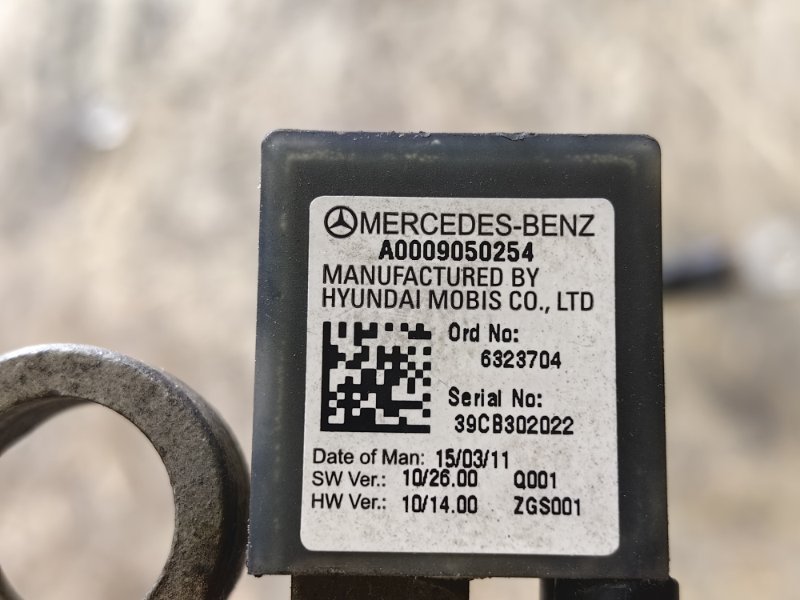 MERCEDES-BENZ
A0009050254
MANUFACTURED BY
HYUNDAI MOBIS CO., LTD
Ord No:
6323704
Serial No:
39CB302022
Date of Man: 15/03/11
SW Ver.: 10/26.00 Q001
HW Ver.: 10/14.00 ZGS001